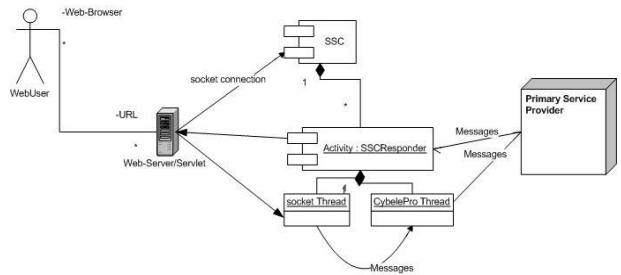 -Web-Browser
SSC
*
WebUser
socket connection
1
-URL
*
Primary Service
Provider
Messages
*
Activity : SSCResponder
Web-Server/Servlet
Messages
socket Thread
CybelePro Thread
Messages